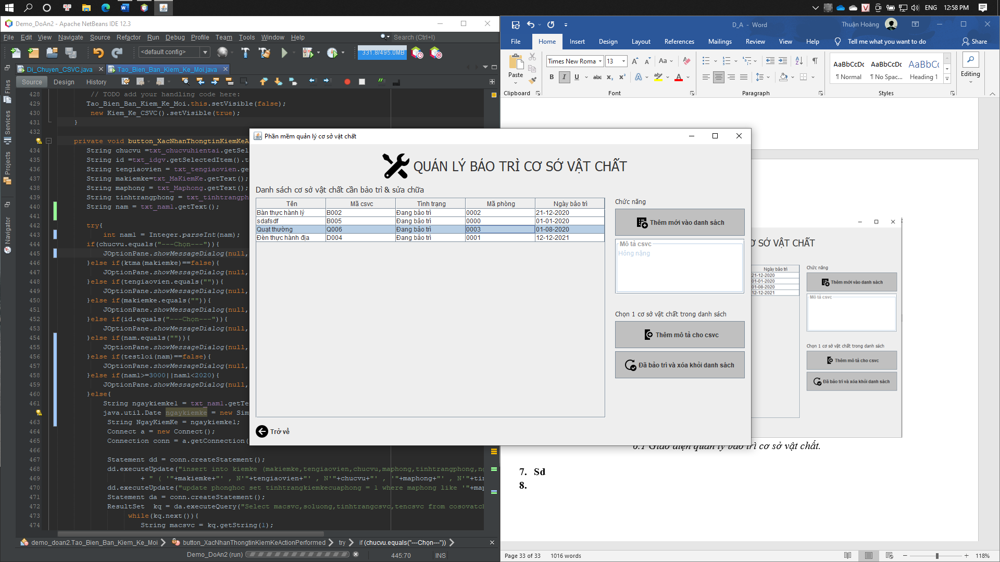 ENG 12:58 PM
Demo_DoAn2 - Apache NetBeans IDE 12.3
File Edit View Navigate Source Refactor Run Debug Profile Team Tools Window Help
Search (Ctrl+I)
<default config>
331.8/495.0MB
Di_Chuyen_CSVC.java
Tao_Bien_Ban_Kiem_Ke_Moi.java
Source Design History
Files
Services
Projects
Navigator
428 // TODO add your handling code here:
429 Tao_Bien_Ban_Kiem_Ke_Moi.this.setVisible(false);
430 new Kiem_Ke_CSVC().setVisible(true);
431 }
432
private void button_XacNhanThongtinKiemKeA
434 String chucvu =txt_chucvuhientai.getSel
435 String id =txt_idgv.getSelectedItem().t
436 String tengiaovien = txt_tengiaovien.ge
437 String makiemke=txt_MaKiemKe.getText();
438 String maphong = txt_Maphong.getText();
439 String tinhtrangphong = txt_tinhtrangph
440 String nam = txt_nam1.getText();
441
442 try{
443 int nam1 = Integer.parseInt(nam);
444 if(chucvu.equals("---Chọn---")){
445 JOptionPane.showMessageDialog(null,
446 }else if(ktma(makiemke)==false){
447 JOptionPane.showMessageDialog(null,
448 }else if(tengiaovien.equals("")){
449 JOptionPane.showMessageDialog(null,
450 }else if(makiemke.equals("")){
451 JOptionPane.showMessageDialog(null,
452 }else if(id.equals("---Chọn---")){
453 JOptionPane.showMessageDialog(null,
454 }else if(nam.equals("")){
455 JOptionPane.showMessageDialog(null,
456 }else if(testloi(nam)==false){
457 JOptionPane.showMessageDialog(null,
458 }else if(nam1>=3000||nam1<2020){
459 JOptionPane.showMessageDialog(null,
460 }else{
461 String ngaykiemke1 = txt_nam1.getTe
java.util.Date ngaykiemke = new Sim
463 String NgayKiemKe = ngaykiemke1;
464 Connect a = new Connect();
465 Connection conn = a.getConnection(
466
467 Statement dd = conn.createStatement();
468 dd.executeUpdate("insert into kiemke (makiemke,tengiaovien,chucvu,maphong,tinhtrangphong,ng
469 + " ( '"+makiemke+"' , N'"+tengiaovien+"' , N'"+chucvu+"' , '"+maphong+"' , N'"+tin
470 dd.executeUpdate("update phonghoc set tinhtrangkiemkecuaphong = 1 where maphong like '"+map
471 Statement da = conn.createStatement();
472 ResultSet kq = da.executeQuery("Select macsvc,soluong,tinhtrangcsvc,tencsvc from cosovatch
473 while(kq.next()){
474 String macsvc = kq.getString(1);
demo_doan2.Tao_Bien_Ban_Kiem_Ke_Moi button_XacNhanThongtinKiemKeActionPerformed try if (chucvu.equals("---Chọn---"))
Demo_DoAn2 (run) 445:70 INS
Phần mềm quản lý cơ sở vật chất
QUẢN LÝ BẢO TRÌ CƠ SỞ VẬT CHẤT
Danh sách cơ sở vật chất cần bảo trì & sửa chữa
Tên Mã csvc Tình trạng Mã phòng Ngày bảo trì
Bàn thực hành lý B002 Đang bảo trì 0002 21-12-2020
sdafsdf B005 Đang bảo trì 0000 01-01-2020
Quạt thường Q006 Đang bảo trì 0003 01-08-2020
Đèn thực hành địa D004 Đang bảo trì 0001 12-12-2021
Chức năng
Thêm mới vào danh sách
Mô tả csvc
Hỏng nặng
Chọn 1 cơ sở vật chất trong danh sách
Thêm mô tả cho csvc
Đã bảo trì và xóa khỏi danh sách
Trở về
D_A - Word
Thuận Hoàng
File Home Insert Design Layout References Mailings Review View Help Tell me what you want to do Share
Paste
Times New Roma 13
Editing
AaBbCcDc AaBbCcDc AaBbCc
¶ Normal ¶ No Spac... Heading 1
Clipboard Font Paragraph Styles
Ơ SỞ VẬT CHẤT
Ngày bảo trì
21-12-2020
01-01-2020
01-08-2020
12-12-2021
Chức năng
Thêm mới vào danh sách
Mô tả csvc
Chọn 1 cơ sở vật chất trong danh sách
Thêm mô tả cho csvc
Đã bảo trì và xóa khỏi danh sách
6.1 Giao diện quản lý bảo trì cơ sở vật chất.
7. Sd
8.
Page 33 of 33 1016 words
118%